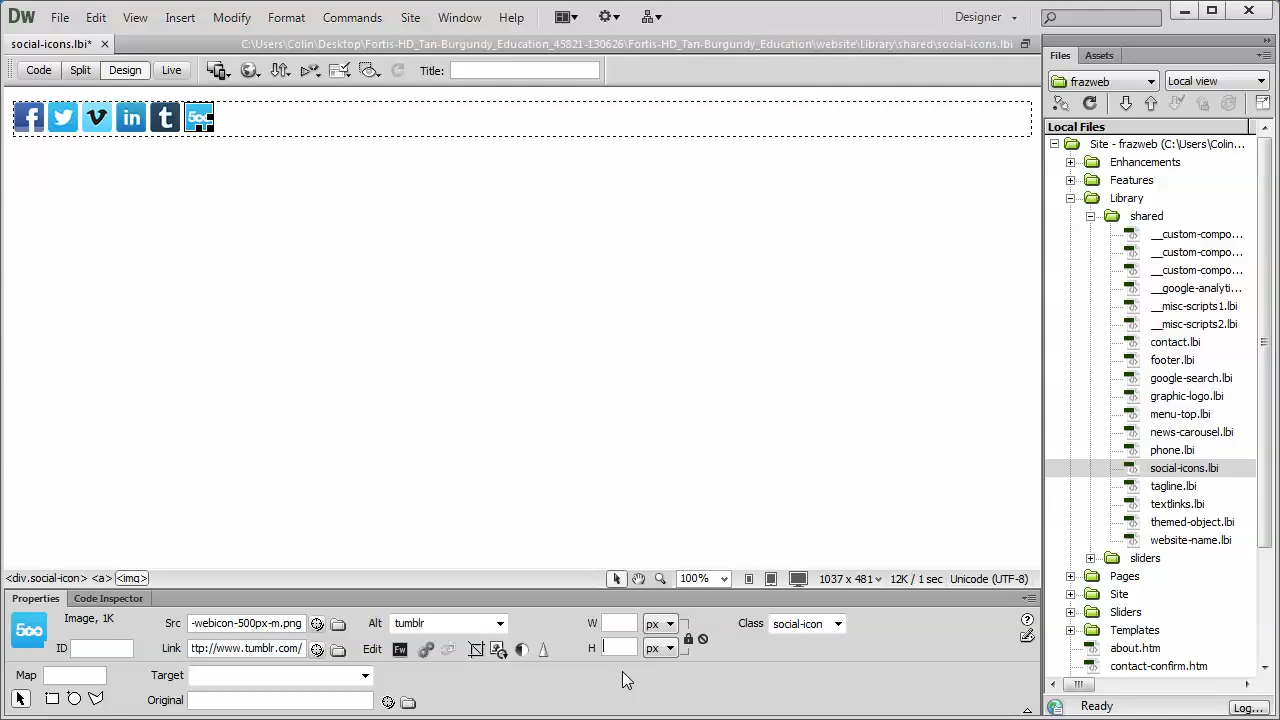 Dw File Edit View Insert Modify Format Commands Site Window Help Designer
social-icons.lbi* C:\Users\Colin\Desktop\Fortis-HD_Tan-Burgundy_Education_45821-130626\Fortis-HD_Tan-Burgundy_Education\website\Library\shared\social-icons.lbi
Code Split Design Live Title:
f in t 500
<div.social-icon> <a> <img> 100% 1037 x 481 12K / 1 sec Unicode (UTF-8)
Properties Code Inspector
500 Image, 1K Src -webicon-500px-m.png Alt tumblr W px Class social-icon
ID Link ttp://www.tumblr.com/ Edit Fw H px
Map Target
Original
Files Assets
frazweb Local view
Local Files
Site - frazweb (C:\Users\Colin...
Enhancements
Features
Library
shared
__custom-compo...
__custom-compo...
__custom-compo...
__google-analyti...
__misc-scripts1.lbi
__misc-scripts2.lbi
contact.lbi
footer.lbi
google-search.lbi
graphic-logo.lbi
menu-top.lbi
news-carousel.lbi
phone.lbi
social-icons.lbi
tagline.lbi
textlinks.lbi
themed-object.lbi
website-name.lbi
sliders
Pages
Site
Sliders
Templates
about.htm
contact-confirm.htm
Ready Log...